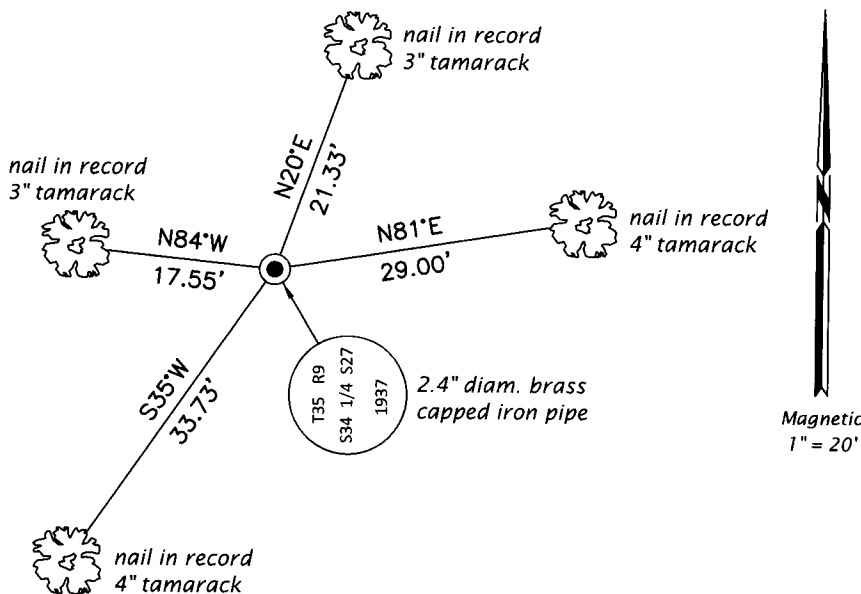 nail in record
3" tamarack
nail in record
3" tamarack
N20°E
21.33'
N84°W
17.55'
N81°E
29.00'
nail in record
4" tamarack
N
S35°W
33.73'
T35 R9
S34 1/4 S27
1937
2.4" diam. brass
capped iron pipe
Magnetic
1" = 20'
nail in record
4" tamarack